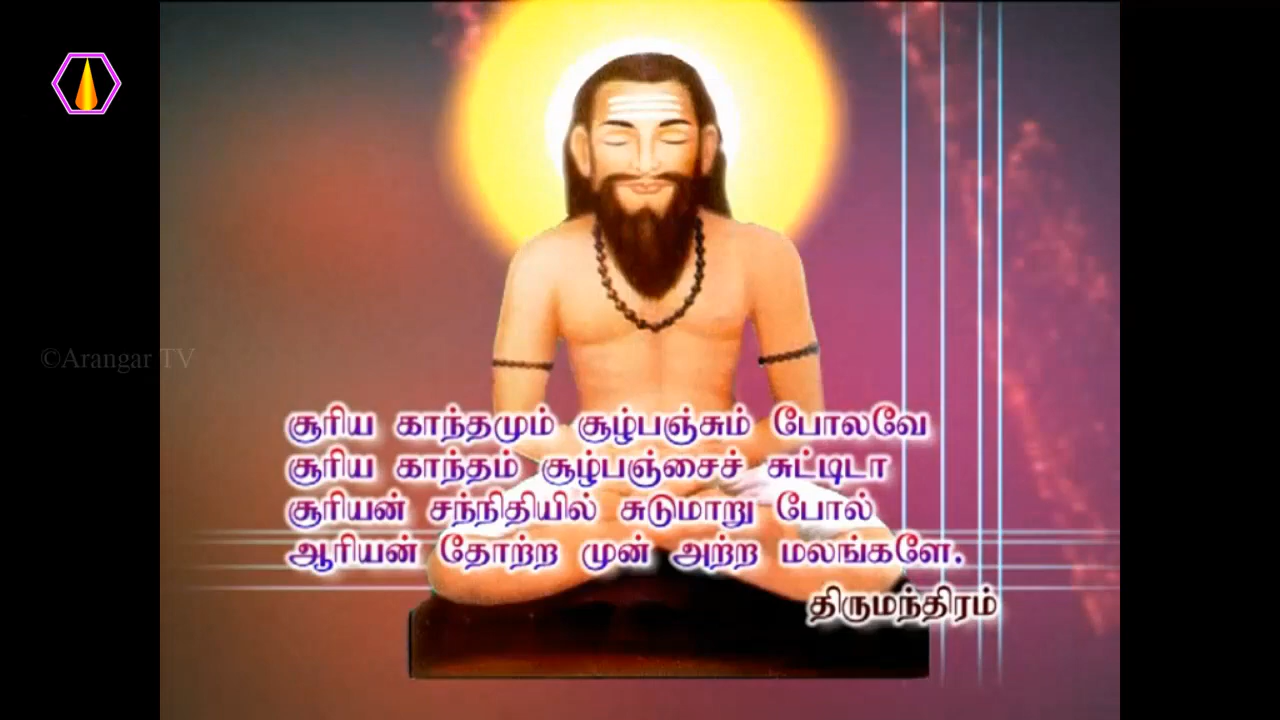 ©Arangar TV
சூரிய காந்தமும் சூழ்பஞ்சும் போலவே
சூரிய காந்தம் சூழ்பஞ்சைச் சுட்டிடா
சூரியன் சந்நிதியில் சுடுமாறு போல்
ஆரியன் தோற்ற முன் அற்ற மலங்களே.
திருமந்திரம்